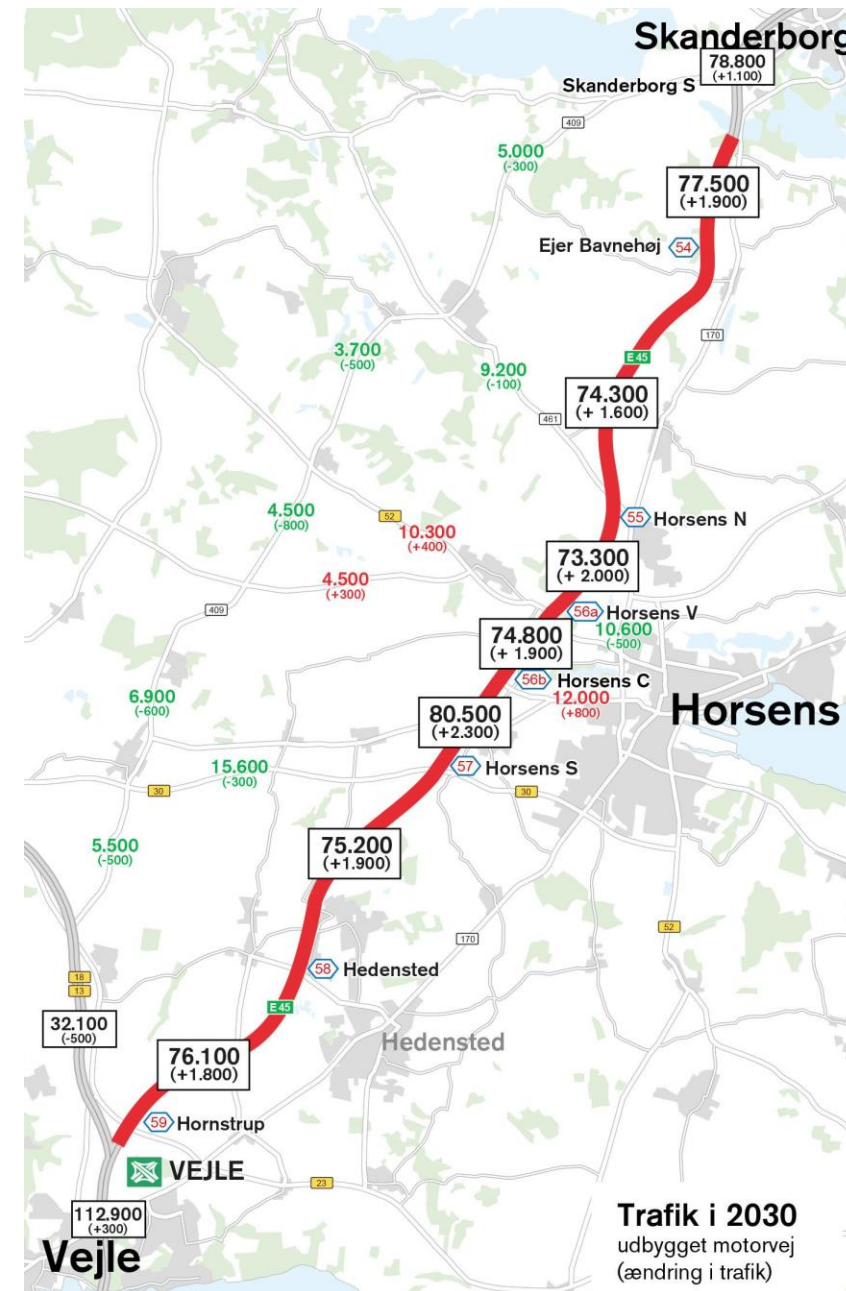 Skanderborg
78.800
(+1.100)
Skanderborg S
409
5.000
(-300)
77.500
(+1.900)
Ejer Bavnehøj
54
170
3.700
(-500)
E 45
9.200
(-100)
74.300
(+ 1.600)
461
4.500
(-800)
52
10.300
(+400)
55
Horsens N
73.300
(+ 2.000)
4.500
(+300)
409
56a
Horsens V
10.600
(-500)
74.800
(+ 1.900)
56b
Horsens C
12.000
(+800)
6.900
(-600)
80.500
(+2.300)
Horsens
15.600
(-300)
57
Horsens S
30
30
5.500
(-500)
75.200
(+1.900)
170
52
58
Hedensted
18
13
E 45
32.100
(-500)
76.100
(+1.800)
Hedensted
59
Hornstrup
VEJLE
23
112.900
(+300)
Vejle
Trafik i 2030
udbygget motorvej
(ændring i trafik)